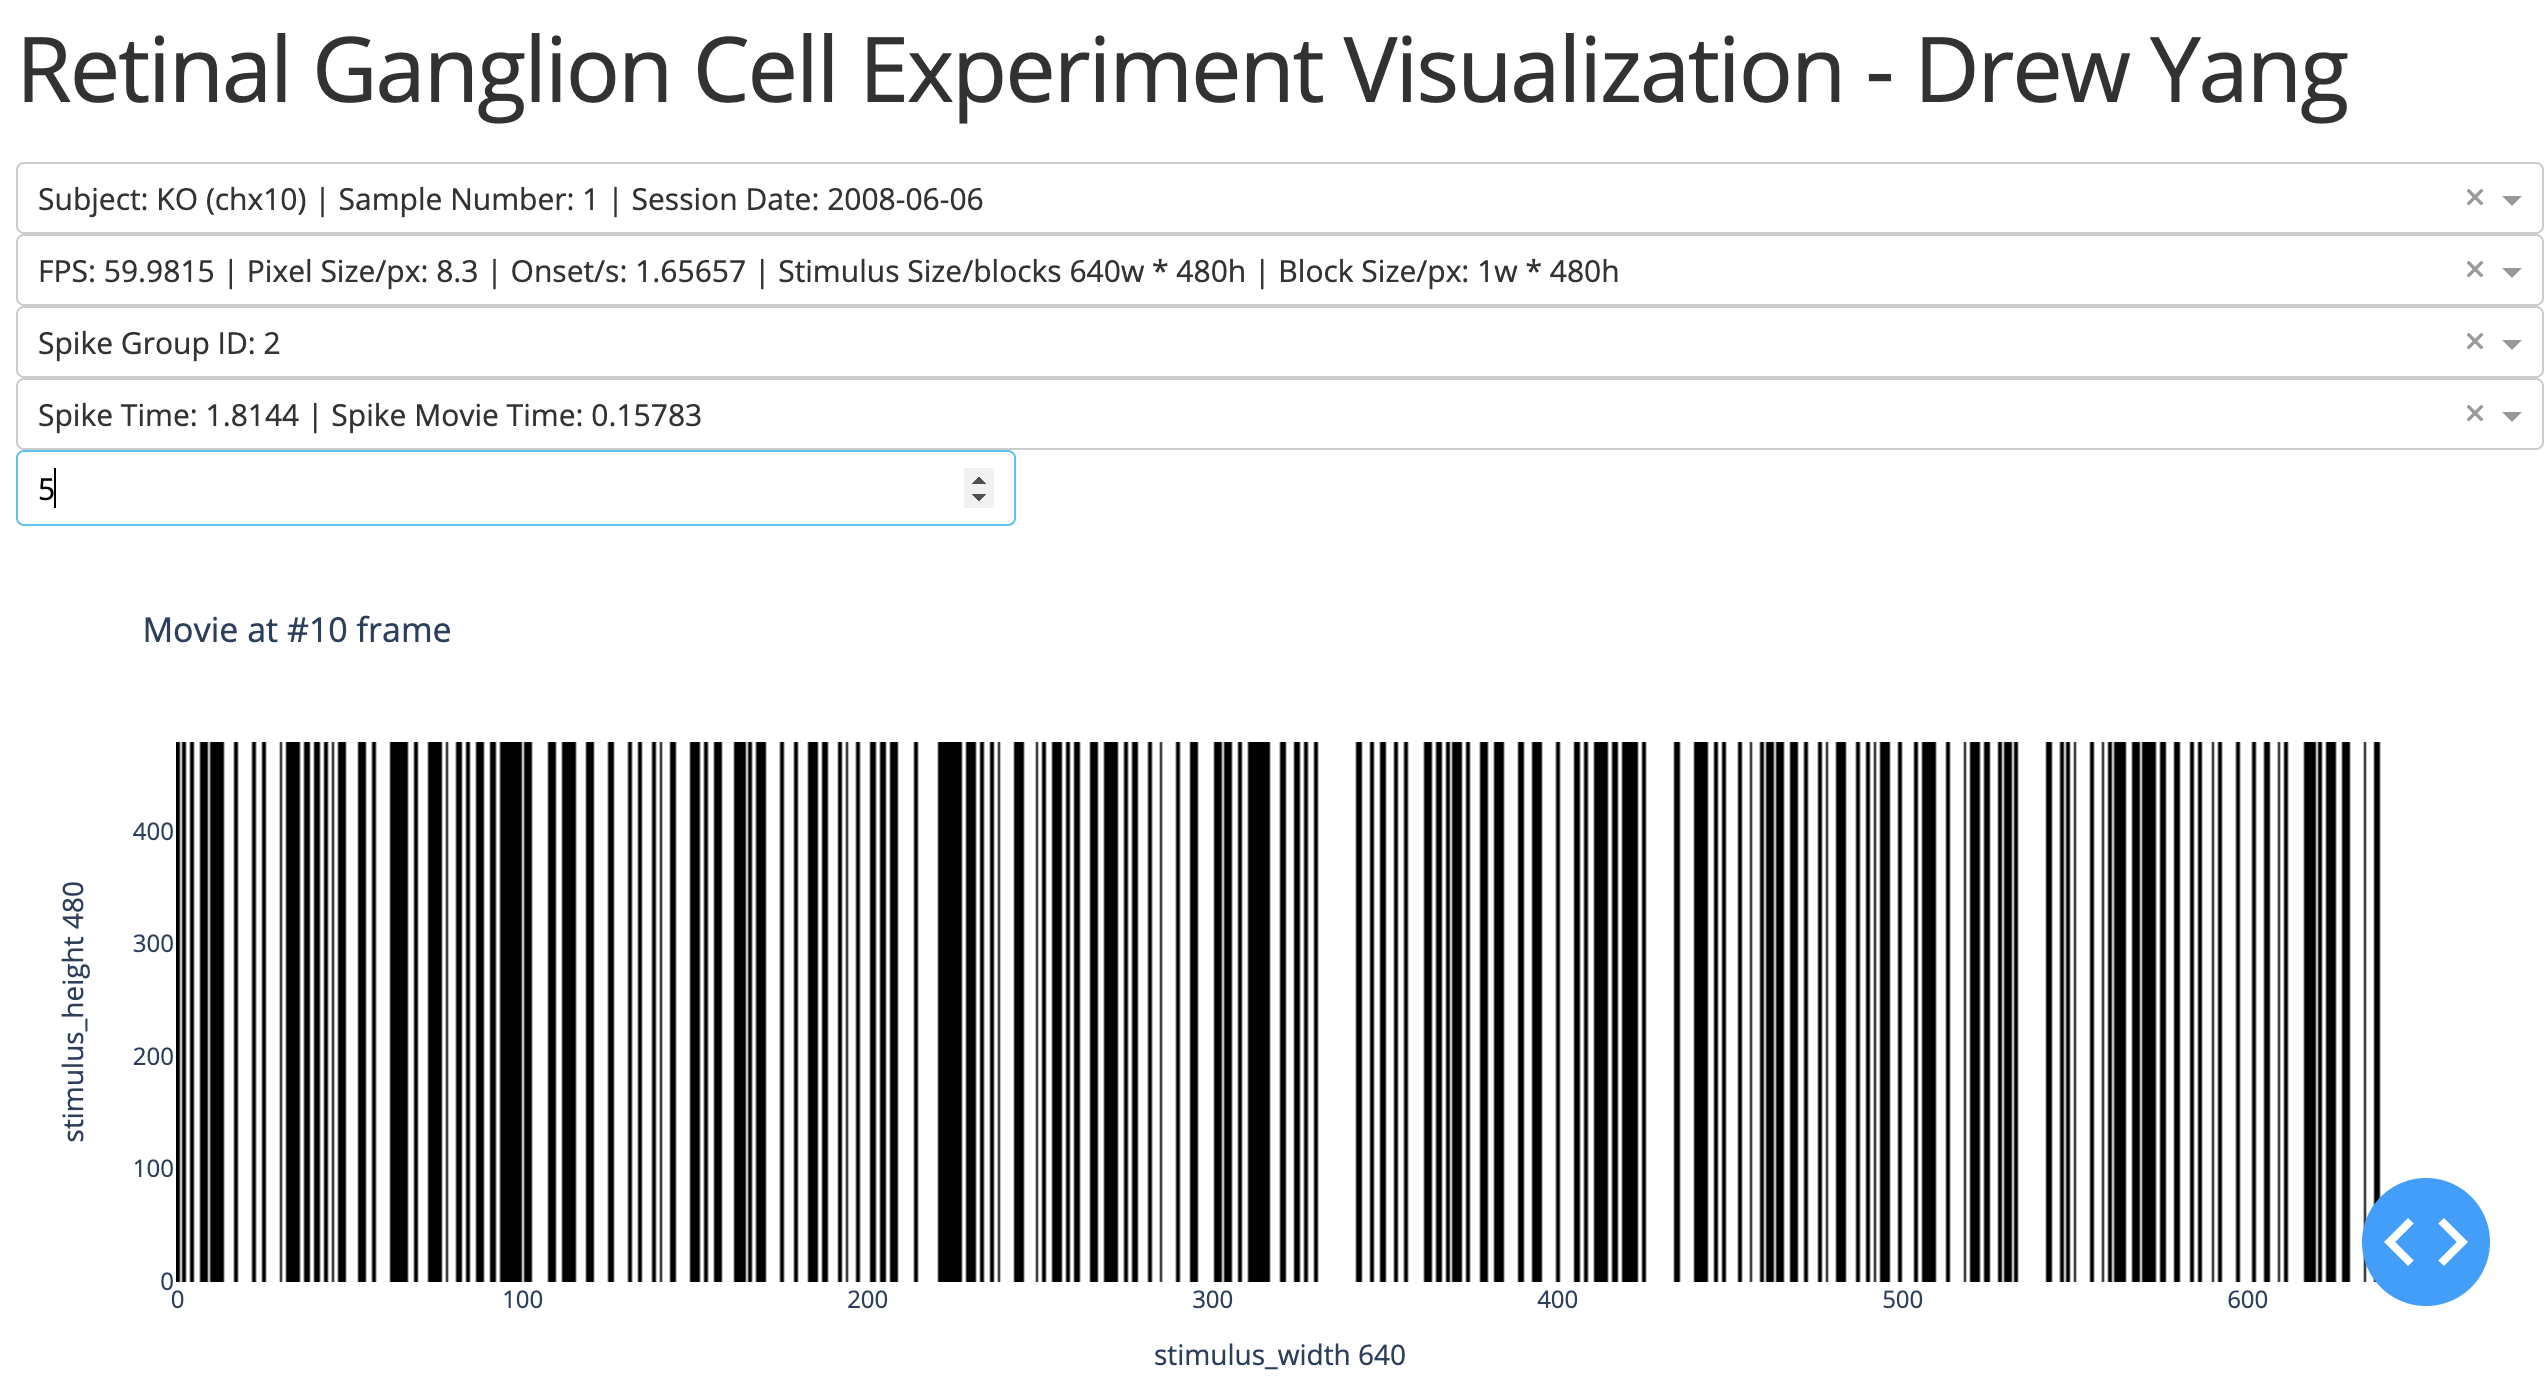 Retinal Ganglion Cell Experiment Visualization - Drew Yang
Subject: KO (chx10) | Sample Number: 1 | Session Date: 2008-06-06
FPS: 59.9815 | Pixel Size/px: 8.3 | Onset/s: 1.65657 | Stimulus Size/blocks 640w * 480h | Block Size/px: 1w * 480h
Spike Group ID: 2
Spike Time: 1.8144 | Spike Movie Time: 0.15783
5
Movie at #10 frame
400
300
200
100
0
stimulus_height 480
0 100 200 300 400 500 600
stimulus_width 640